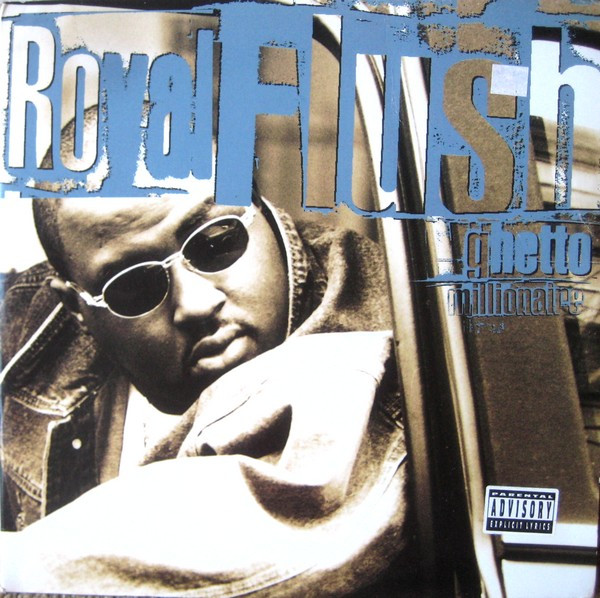 Royal Flush
ghetto
millionaire
PARENTAL
ADVISORY
EXPLICIT LYRICS